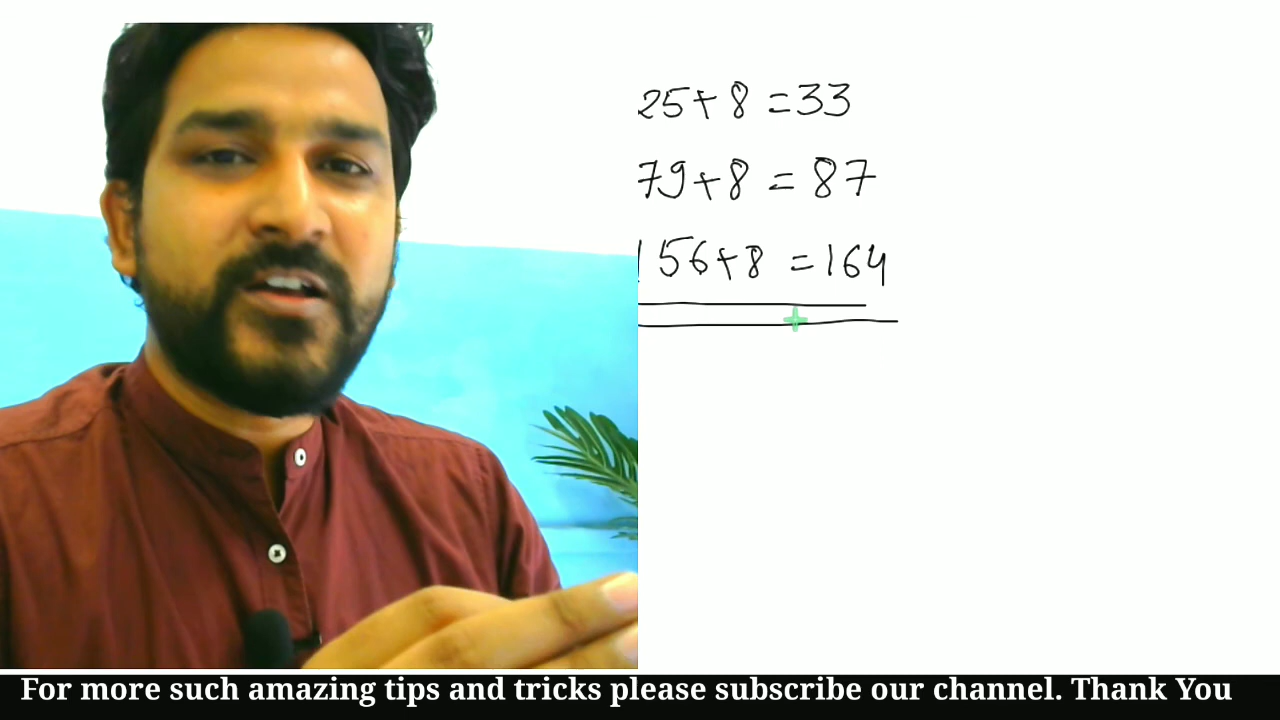 25+8=33
79+8=87
156+8=164
For more such amazing tips and tricks please subscribe our channel. Thank You